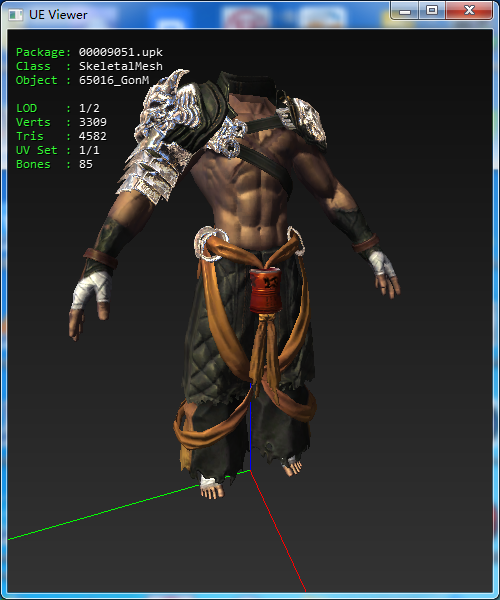 UE Viewer
Package: 00009051.upk
Class : SkeletalMesh
Object : 65016_GonM
LOD : 1/2
Verts : 3309
Tris : 4582
UV Set : 1/1
Bones : 85